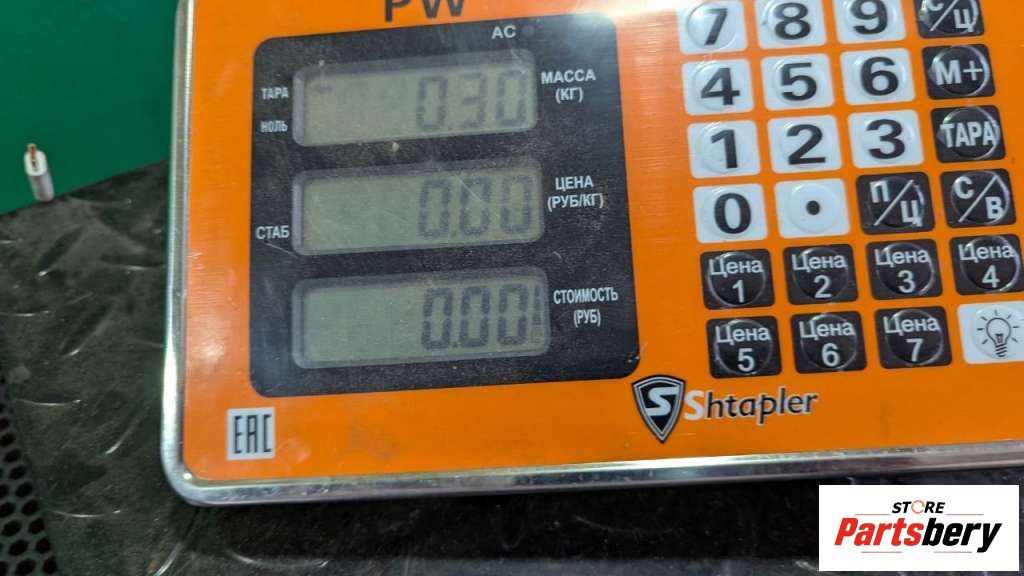 PW
AC
ТАРА
НОЛЬ
0.30
МАССА
(КГ)
СТАБ
0.00
ЦЕНА
(РУБ/КГ)
0.00
СТОИМОСТЬ
(РУБ)
7 8 9 С/Ц
4 5 6 М+
1 2 3 ТАРА
0 . П/Ц С/В
Цена 1 Цена 2 Цена 3 Цена 4
Цена 5 Цена 6 Цена 7
EAC
S Shtapler
STORE
Partsbery